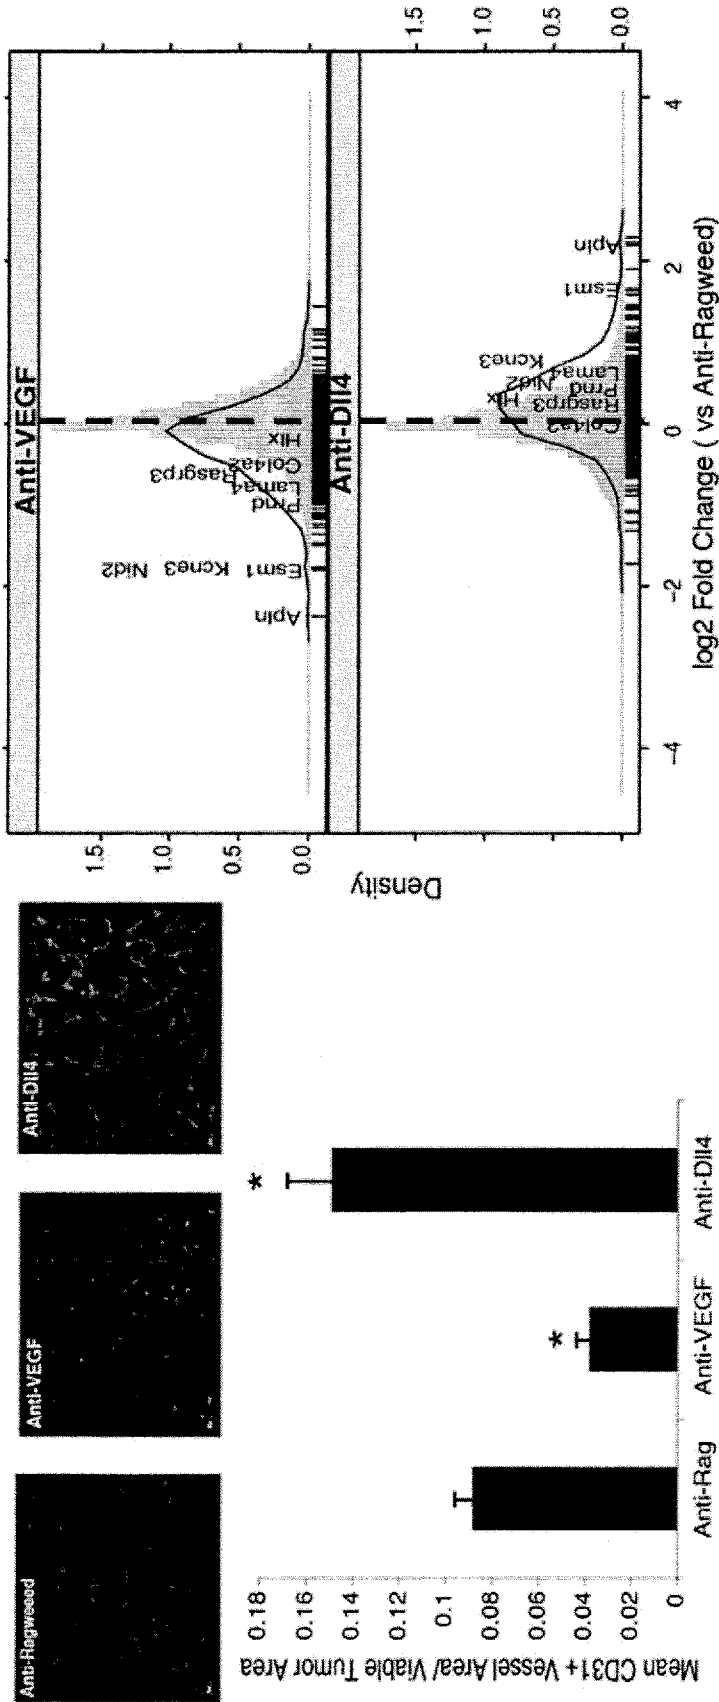 Anti-Ragweeed
Anti-VEGF
Anti-Dll4
Mean CD31+ Vessel Area/ Viable Tumor Area
0.18
0.16
0.14
0.12
0.1
0.08
0.06
0.04
0.02
0
*
*
Anti-Rag
Anti-VEGF
Anti-Dll4
Anti-VEGF
1.5
1.0
0.5
0.0
Apln
Esm1 Kcne3 Nid2
Prnd
Lama4
Rasgrp3
Col4a2
Hlx
Density
Anti-Dll4
1.5
1.0
0.5
0.0
Col4a2
Rasgrp3
Hlx
Prnd
Nid2
Lama4
Kcne3
Esm1
Apln
-4
-2
0
2
4
log2 Fold Change ( vs Anti-Ragweed)